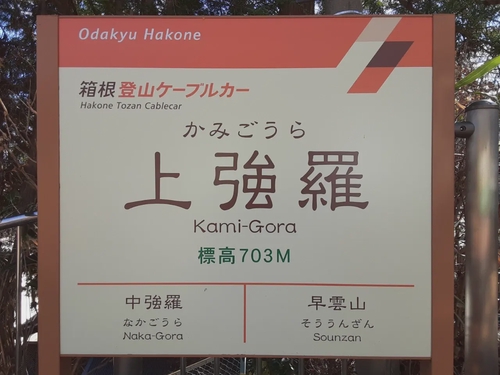 Odakyu Hakone
箱根登山ケーブルカー
Hakone Tozan Cablecar
かみごうら
上強羅
Kami-Gora
標高703M
中強羅
なかごうら
Naka-Gora
早雲山
そううんざん
Sounzan